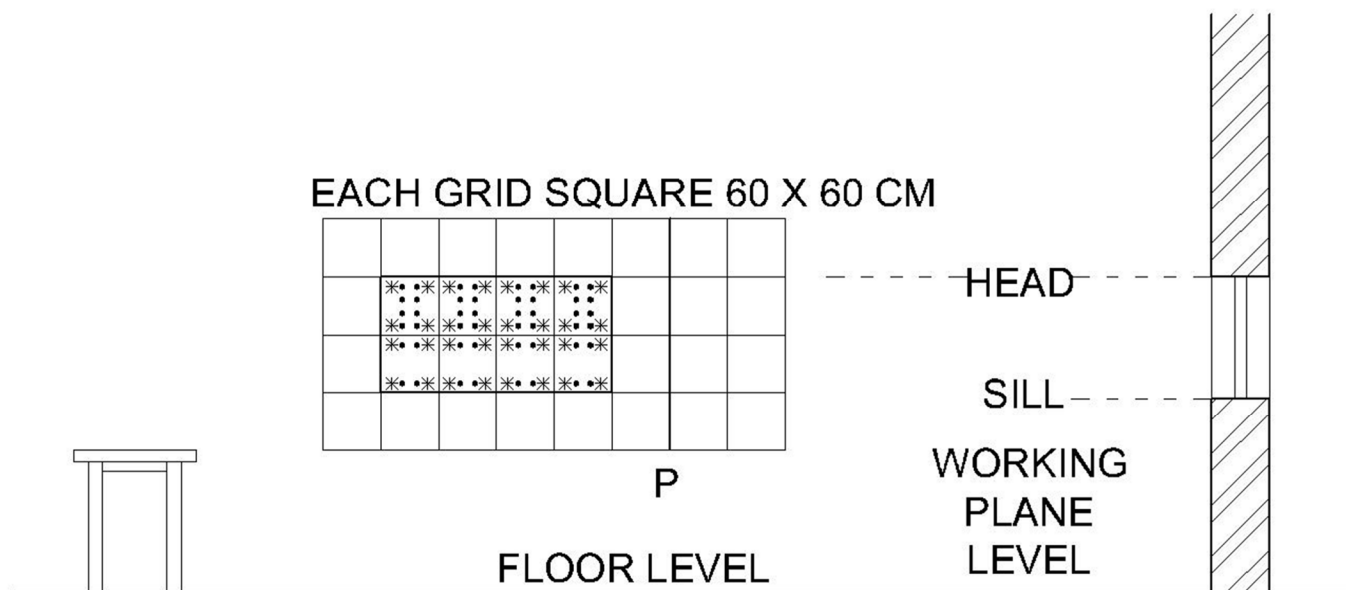 EACH GRID SQUARE 60 X 60 CM
HEAD
SILL
P
WORKING
PLANE
LEVEL
FLOOR LEVEL